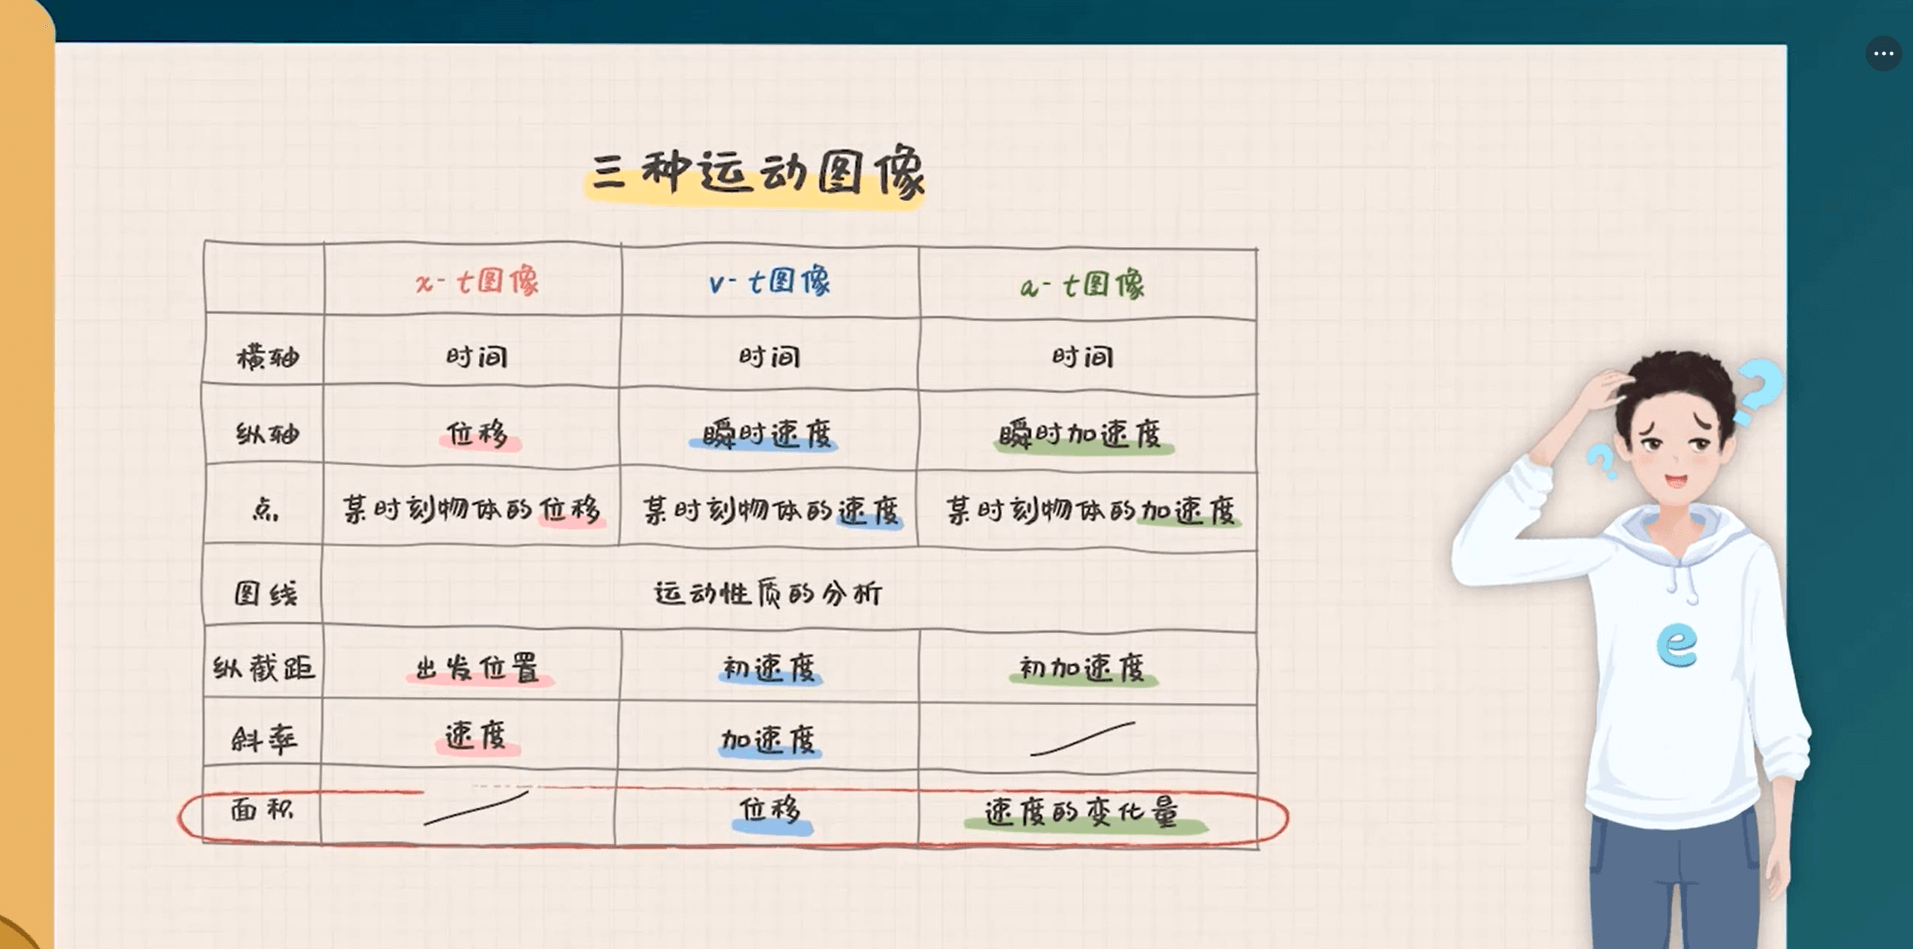 三种运动图像
x-t图像 v-t图像 a-t图像
横轴 时间 时间 时间
纵轴 位移 瞬时速度 瞬时加速度
点 某时刻物体的位移 某时刻物体的速度 某时刻物体的加速度
图线 运动性质的分析
纵截距 出发位置 初速度 初加速度
斜率 速度 加速度
面积 位移 速度的变化量
?
?
e